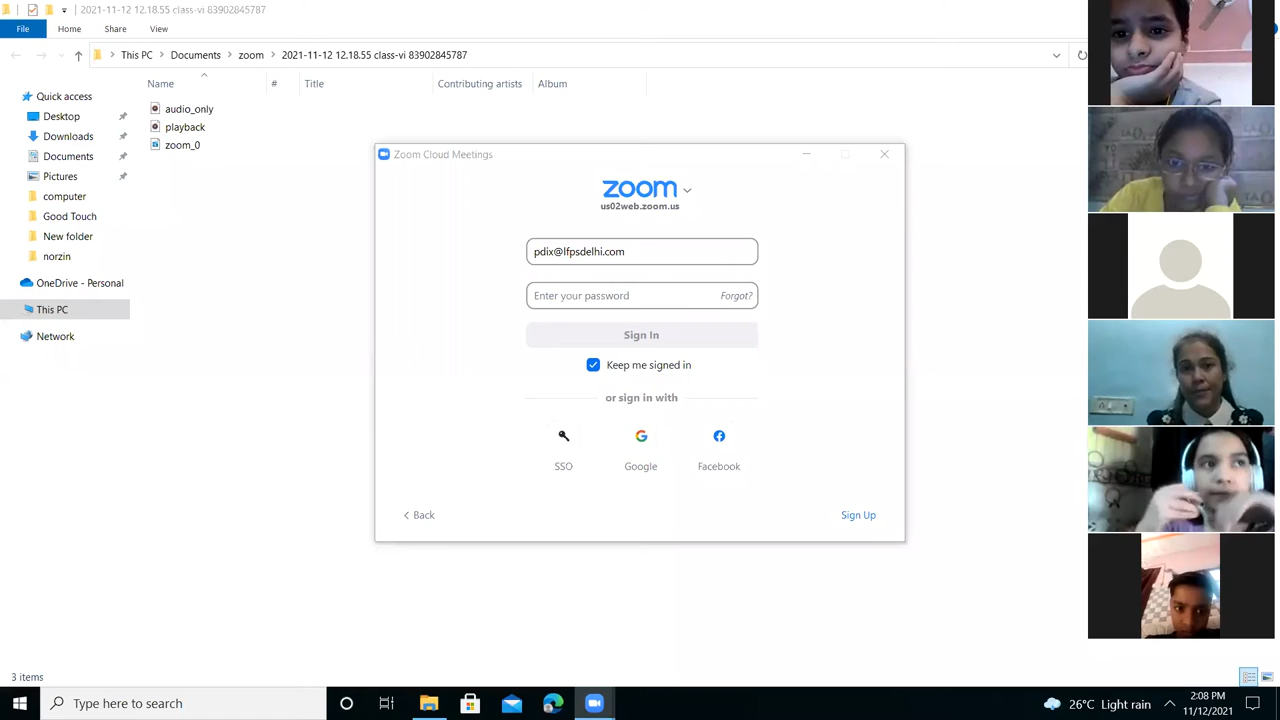 2021-11-12 12.18.55 class-vi 83902845787
File Home Share View
This PC Documents zoom 2021-11-12 12.18.55 class-vi 83902845787
Name # Title Contributing artists Album
Quick access
Desktop
Downloads
Documents
Pictures
computer
Good Touch
New folder
norzin
OneDrive - Personal
This PC
Network
audio_only
playback
zoom_0
Zoom Cloud Meetings
zoom
us02web.zoom.us
pdix@lfpsdelhi.com
Enter your password Forgot?
Sign In
Keep me signed in
or sign in with
SSO Google Facebook
Back Sign Up
3 items
Type here to search
26°C Light rain
2:08 PM
11/12/2021